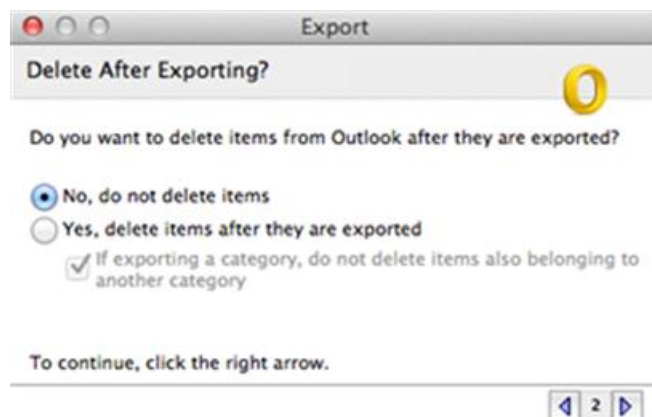 Export
Delete After Exporting?
Do you want to delete items from Outlook after they are exported?
No, do not delete items
Yes, delete items after they are exported
If exporting a category, do not delete items also belonging to
another category
To continue, click the right arrow.
2